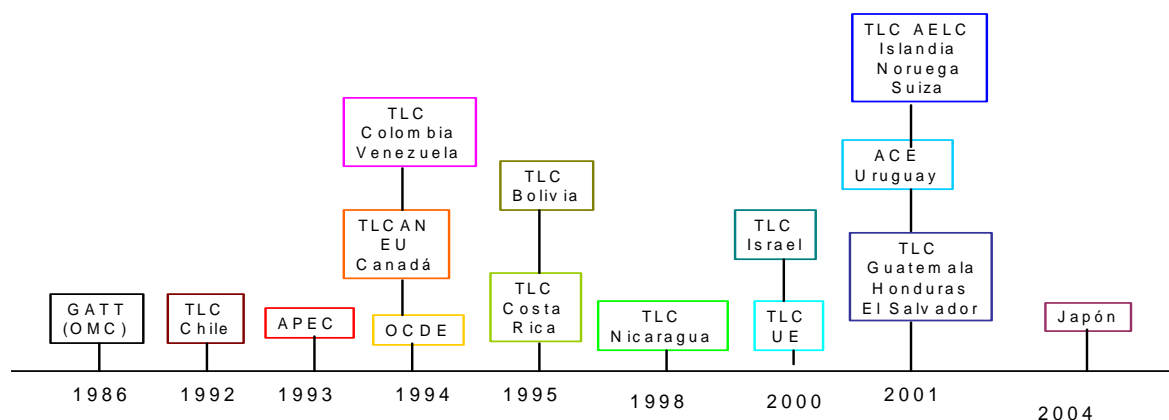 TLC AELC
Islandia
Noruega
Suiza
TLC
Colombia
Venezuela
ACE
Uruguay
TLC
Bolivia
TLCAN
EU
Canadá
TLC
Israel
TLC
Guatemala
Honduras
El Salvador
GATT
(OMC)
TLC
Chile
APEC
OCDE
TLC
Costa
Rica
TLC
Nicaragua
TLC
UE
Japón
1986
1992
1993
1994
1995
1998
2000
2001
2004